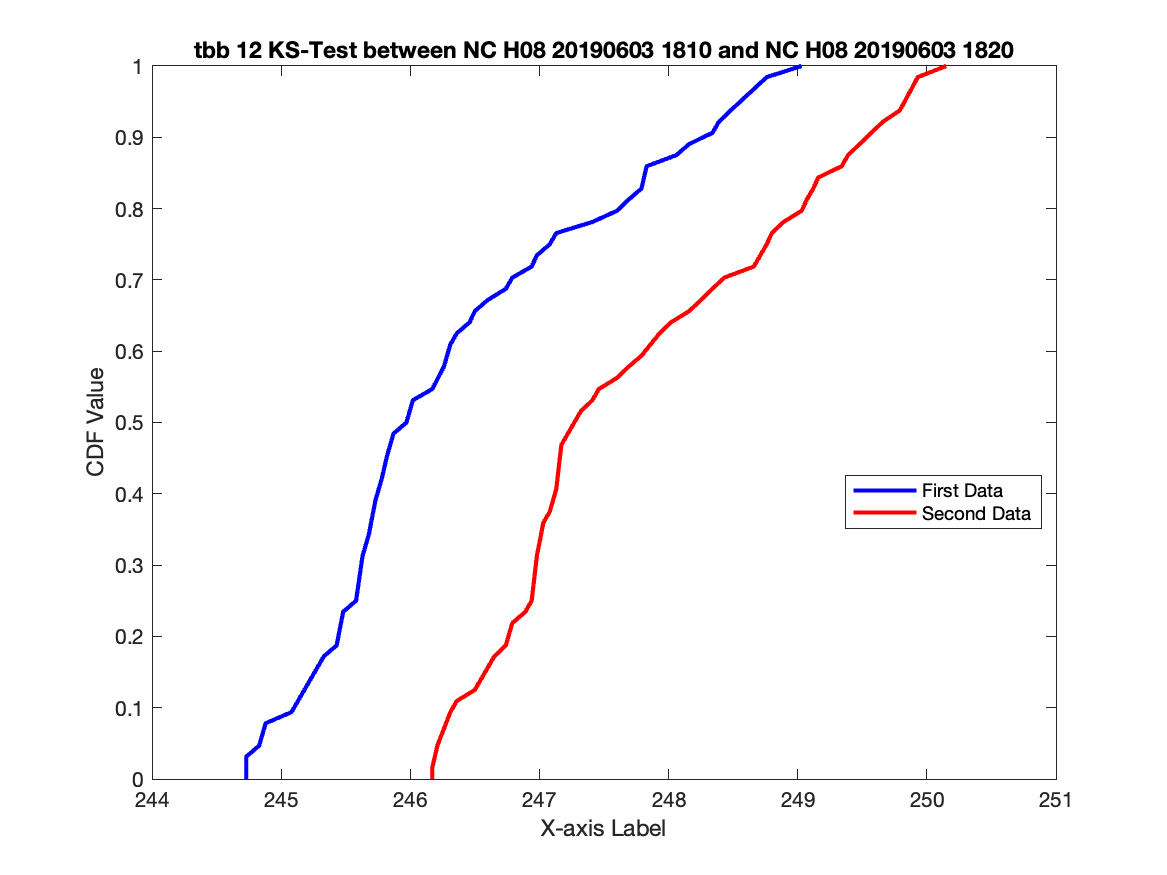 tbb 12 KS-Test between NC H08 20190603 1810 and NC H08 20190603 1820
1
0.9
0.8
0.7
0.6
0.5
0.4
0.3
0.2
0.1
0
CDF Value
First Data
Second Data
244 245 246 247 248 249 250 251
X-axis Label